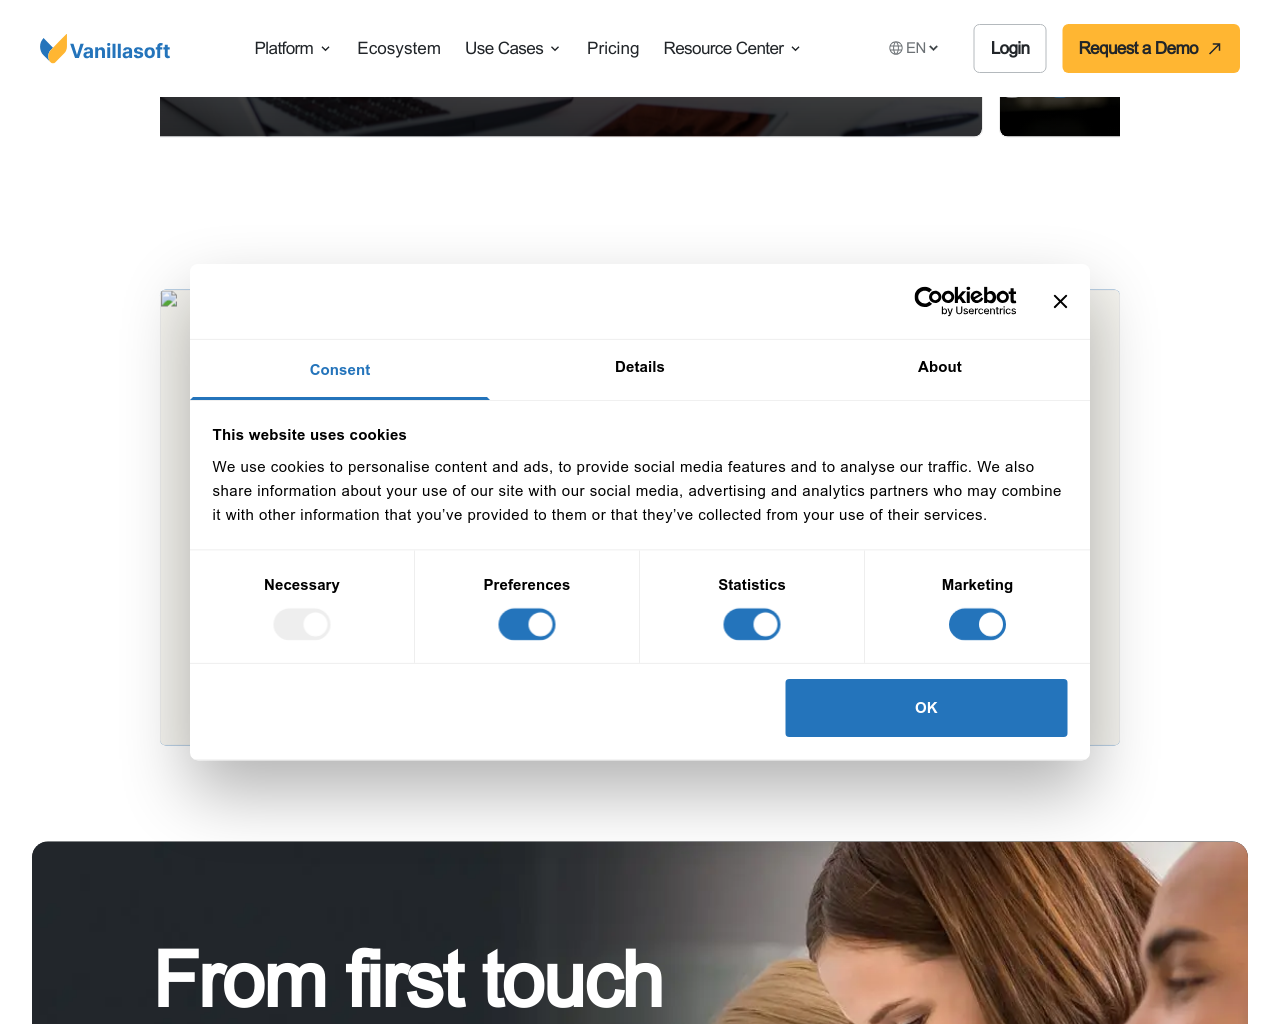 Vanillasoft
Platform
Ecosystem
Use Cases
Pricing
Resource Center
EN
Login
Request a Demo
Cookiebot
by Usercentrics
Consent
Details
About
This website uses cookies
We use cookies to personalise content and ads, to provide social media features and to analyse our traffic. We also
share information about your use of our site with our social media, advertising and analytics partners who may combine
it with other information that you’ve provided to them or that they’ve collected from your use of their services.
Necessary
Preferences
Statistics
Marketing
OK
From first touch